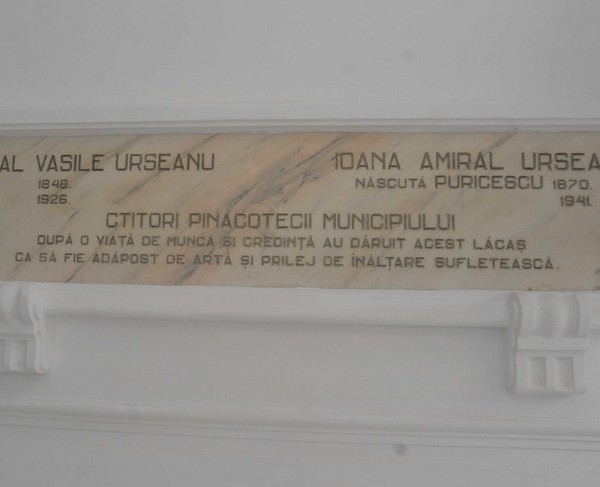 AL VASILE URSEANU IOANA AMIRAL URSEA
1848. NĂSCUTĂ PURICESCU 1870.
1926. 1941.
CTITORI PINACOTECII MUNICIPIULUI
DUPĂ O VIAȚĂ DE MUNCĂ ȘI CREDINȚĂ AU DĂRUIT ACEST LĂCAȘ
CA SĂ FIE ADĂPOST DE ARTĂ ȘI PRILEJ DE ÎNĂLȚARE SUFLETEASCĂ.